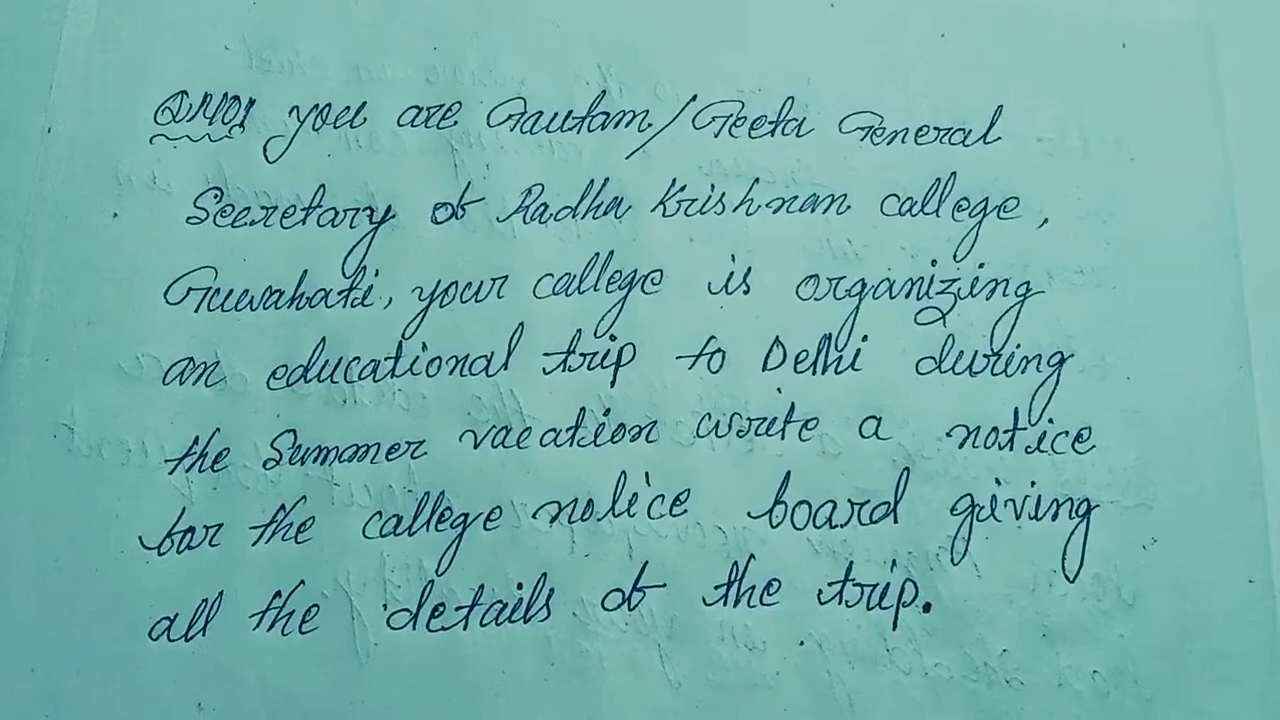 Q.No1 you are Gautam/Geeta General
Secretary of Radha Krishnan callege,
Guwahati, your callege is organizing
an educational trip to Delhi during
the Summer vacation write a notice
for the callege notice board giving
all the details of the trip.